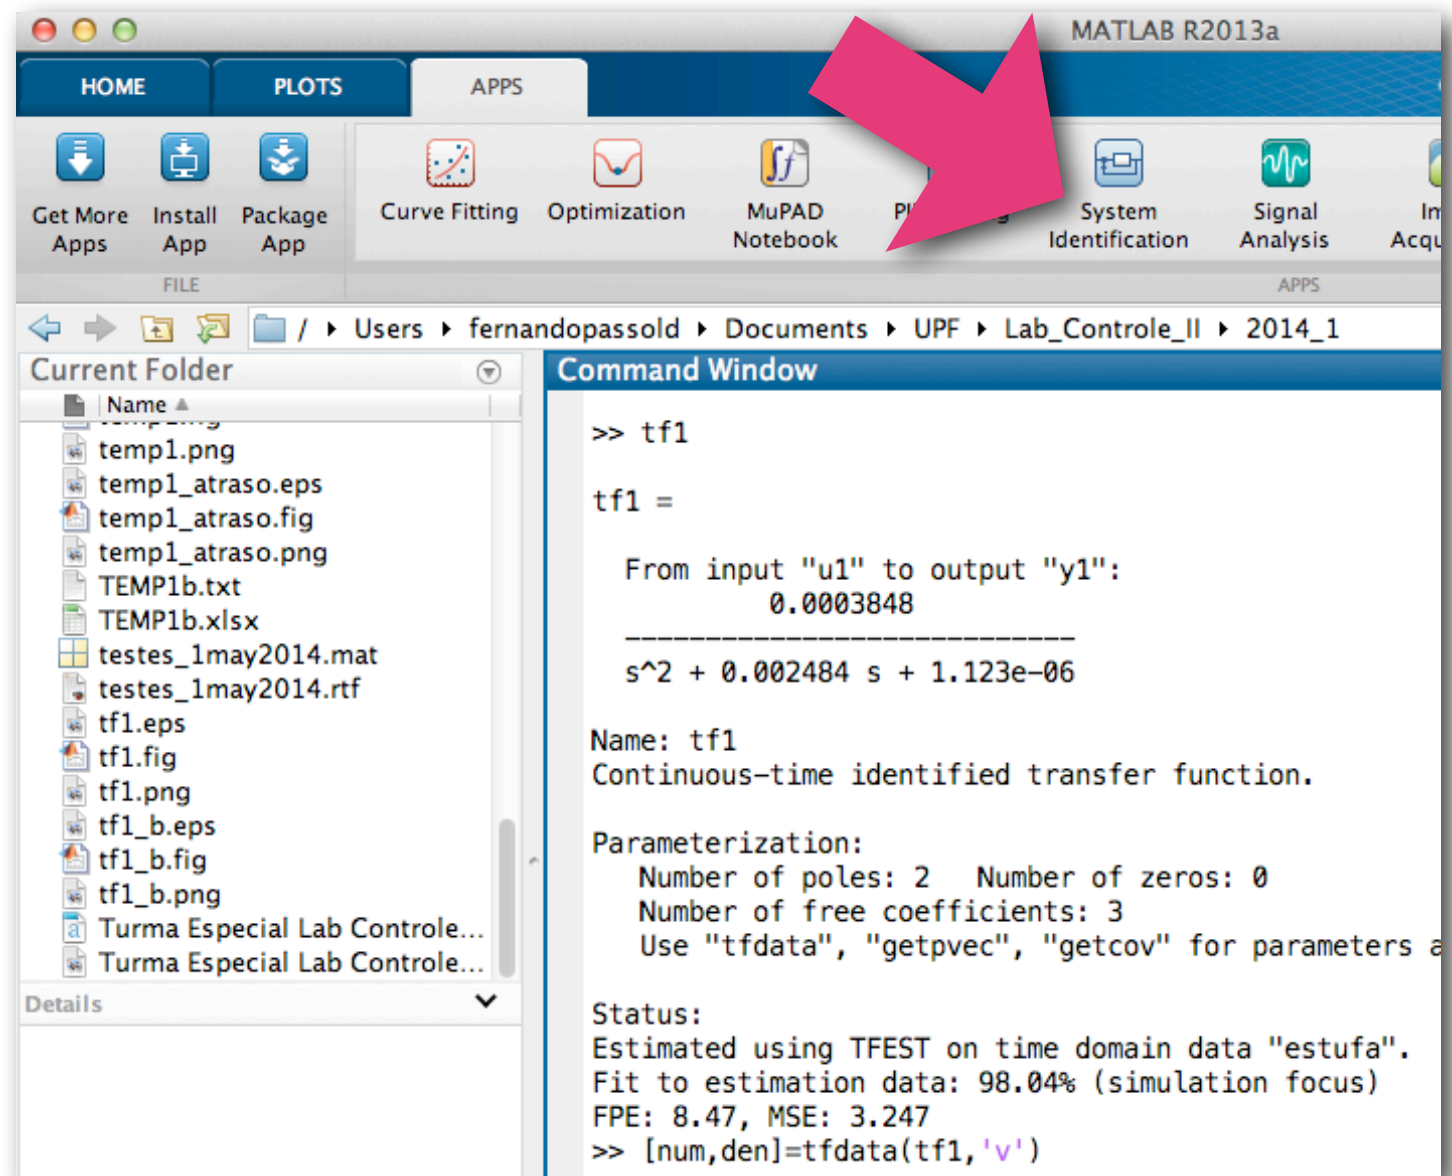 MATLAB R2013a
HOME PLOTS APPS
Get More Apps
Install App
Package App
Curve Fitting
Optimization
MuPAD Notebook
System Identification
Signal Analysis
FILE
APPS
/ ▸ Users ▸ fernandopassold ▸ Documents ▸ UPF ▸ Lab_Controle_II ▸ 2014_1
Current Folder
Name
temp1.png
temp1_atraso.eps
temp1_atraso.fig
temp1_atraso.png
TEMP1b.txt
TEMP1b.xlsx
testes_1may2014.mat
testes_1may2014.rtf
tf1.eps
tf1.fig
tf1.png
tf1_b.eps
tf1_b.fig
tf1_b.png
Turma Especial Lab Controle...
Turma Especial Lab Controle...
Details
Command Window
>> tf1
tf1 =
From input "u1" to output "y1":
0.0003848
----------------------------
s^2 + 0.002484 s + 1.123e-06
Name: tf1
Continuous-time identified transfer function.
Parameterization:
Number of poles: 2   Number of zeros: 0
Number of free coefficients: 3
Use "tfdata", "getpvec", "getcov" for parameters
Status:
Estimated using TFEST on time domain data "estufa".
Fit to estimation data: 98.04% (simulation focus)
FPE: 8.47, MSE: 3.247
>> [num,den]=tfdata(tf1,'v')